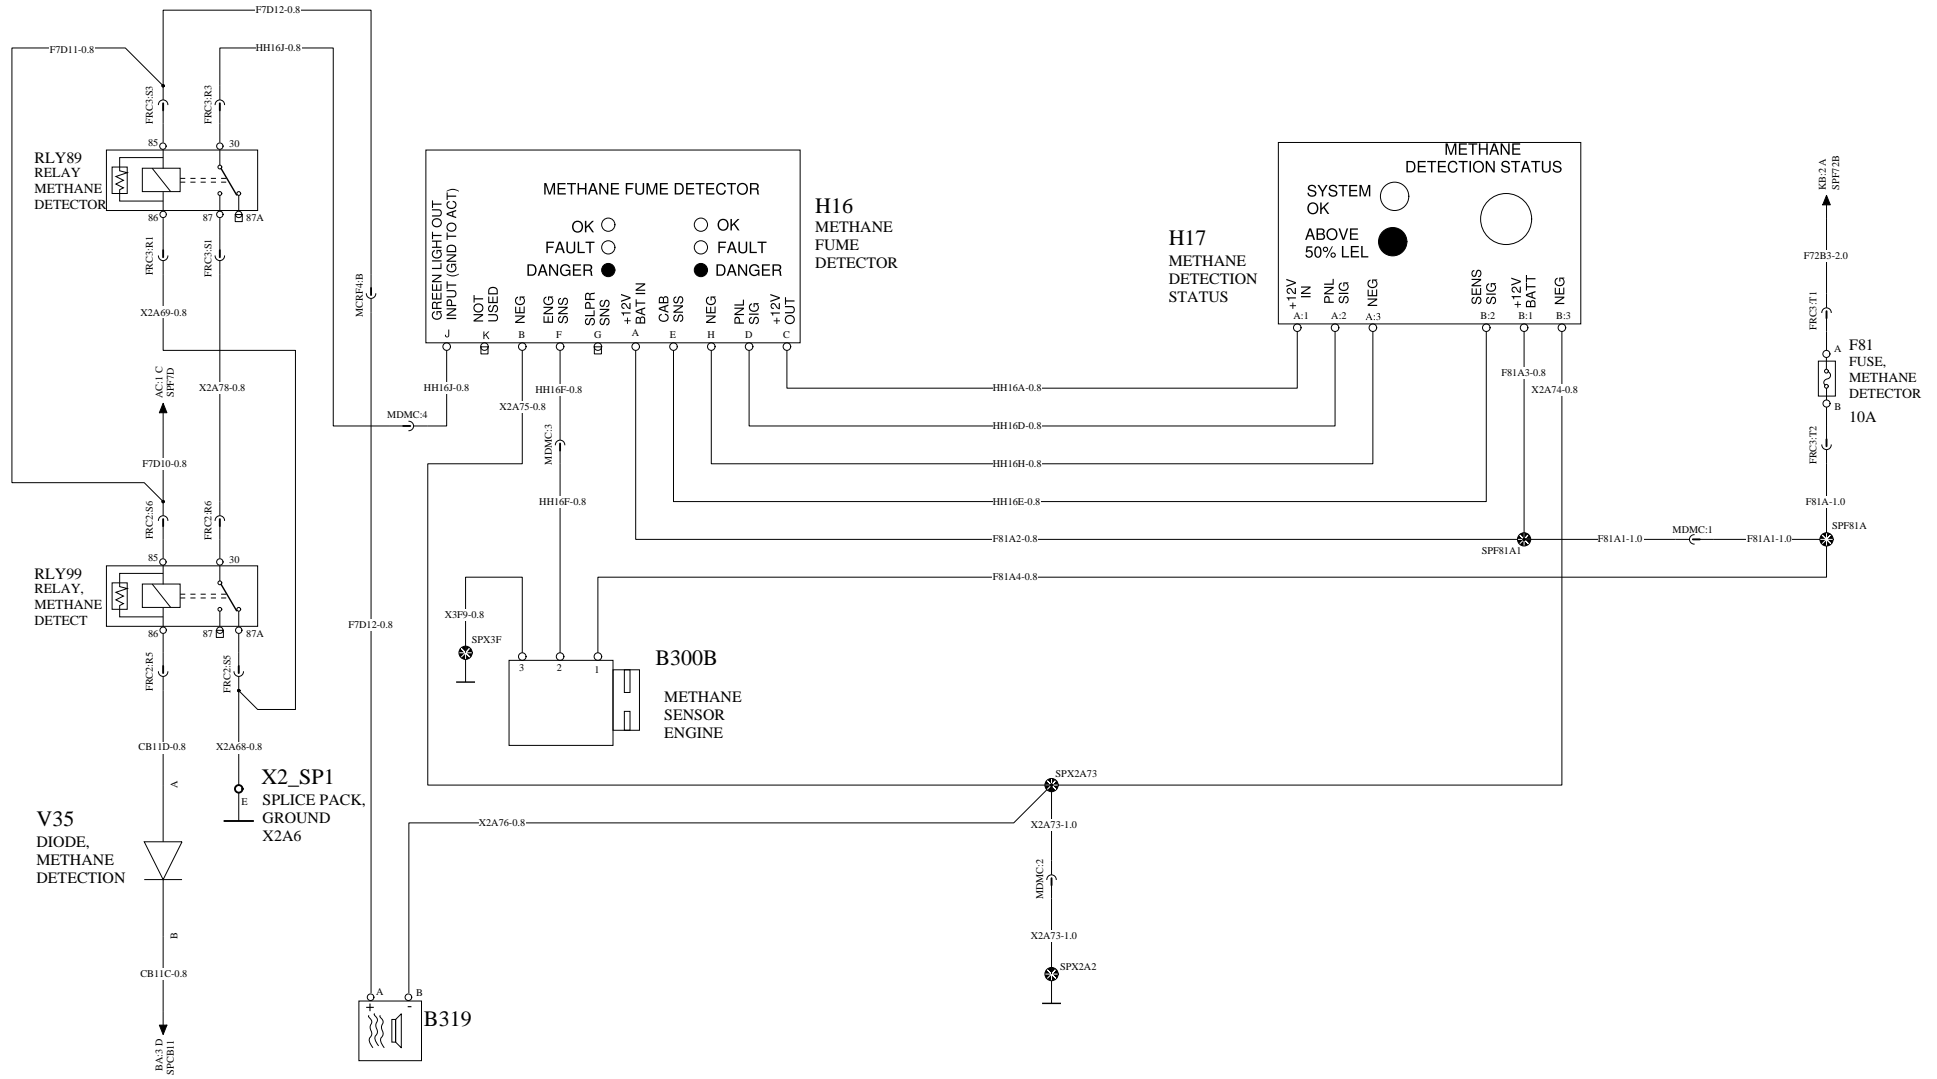 F7D12-0.8
F7D11-0.8
HH16J-0.8
FRC3:S3
FRC3:R3
85
30
RLY89
RELAY
METHANE
DETECTOR
86
87
87A
FRC3:R1
FRC3:S1
X2A69-0.8
AC:1 C
SPF7D
X2A78-0.8
F7D10-0.8
FRC2:S6
FRC2:R6
85
30
RLY99
RELAY,
METHANE
DETECT
86
87
87A
FRC2:R5
FRC2:S5
CB11D-0.8
X2A68-0.8
A
X2_SP1
SPLICE PACK,
GROUND
X2A6
E
V35
DIODE,
METHANE
DETECTION
B
CB11C-0.8
BA:3 D
SPCB11
MCRF4:B
F7D12-0.8
A
B
+
-
B319
METHANE FUME DETECTOR
OK
FAULT
DANGER
OK
FAULT
DANGER
GREEN LIGHT OUT
INPUT (GND TO ACT)
NOT
USED
NEG
ENG
SNS
SLPR
SNS
+12V
BAT IN
CAB
SNS
NEG
PNL
SIG
+12V
OUT
J
K
B
F
G
A
E
H
D
C
H16
METHANE
FUME
DETECTOR
HH16J-0.8
MDMC:4
X2A75-0.8
HH16F-0.8
MDMC:3
HH16F-0.8
X3F9-0.8
SPX3F
3
2
1
B300B
METHANE
SENSOR
ENGINE
HH16A-0.8
HH16D-0.8
HH16H-0.8
HH16E-0.8
F81A2-0.8
F81A4-0.8
METHANE
DETECTION STATUS
SYSTEM
OK
ABOVE
50% LEL
+12V
IN
PNL
SIG
NEG
SENS
SIG
+12V
BATT
NEG
A:1
A:2
A:3
B:2
B:1
B:3
H17
METHANE
DETECTION
STATUS
F81A3-0.8
X2A74-0.8
SPF81A1
F81A1-1.0
MDMC:1
F81A1-1.0
SPF81A
KB:2 A
SPF72B
F72B3-2.0
FRC3:T1
A
F81
FUSE,
METHANE
DETECTOR
10A
B
FRC3:T2
F81A-1.0
SPX2A73
X2A76-0.8
X2A73-1.0
MDMC:2
X2A73-1.0
SPX2A2